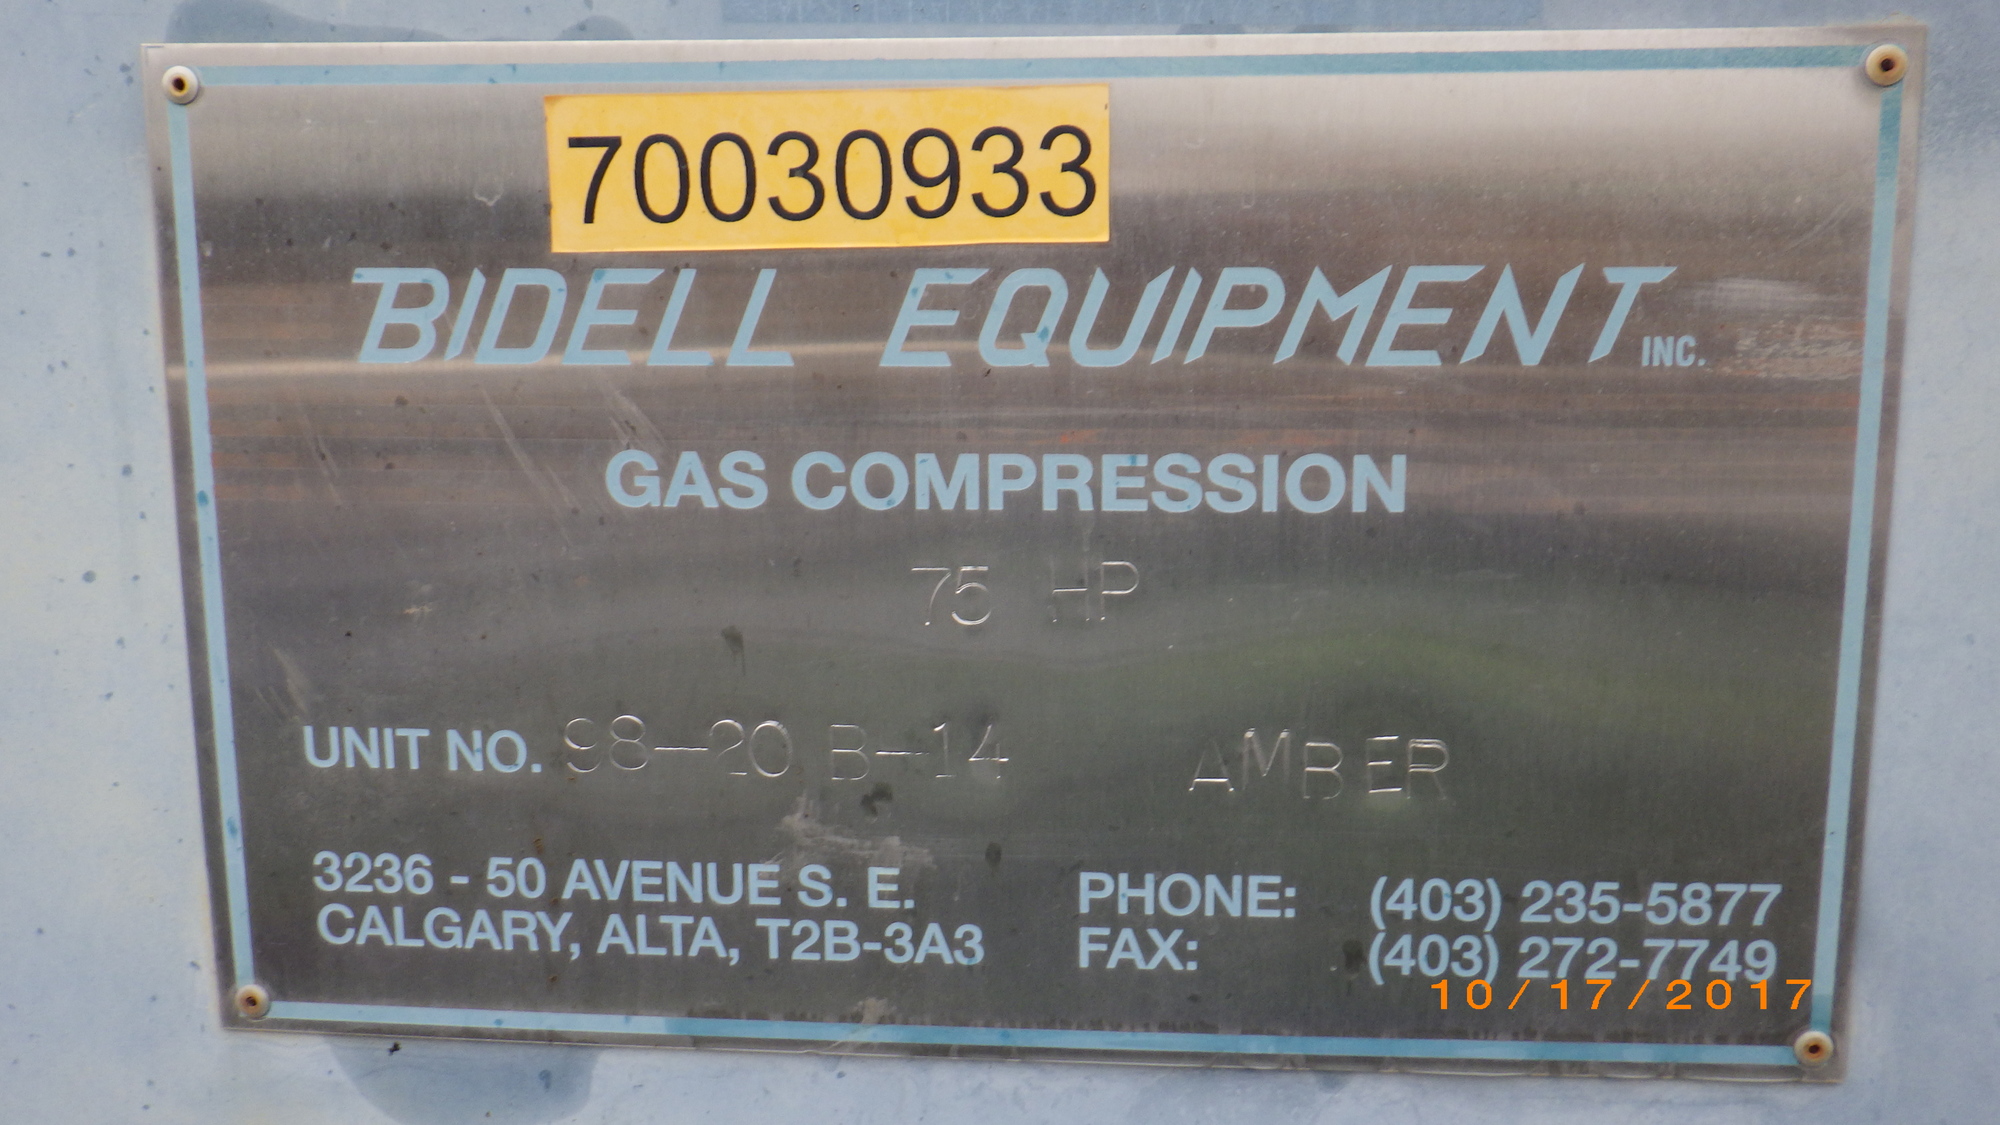 70030933
BIDELL EQUIPMENT INC.
GAS COMPRESSION
75 HP
UNIT NO. 98-20 B-14 AMBER
3236 - 50 AVENUE S. E.
CALGARY, ALTA, T2B-3A3
PHONE: (403) 235-5877
FAX: (403) 272-7749
10/17/2017